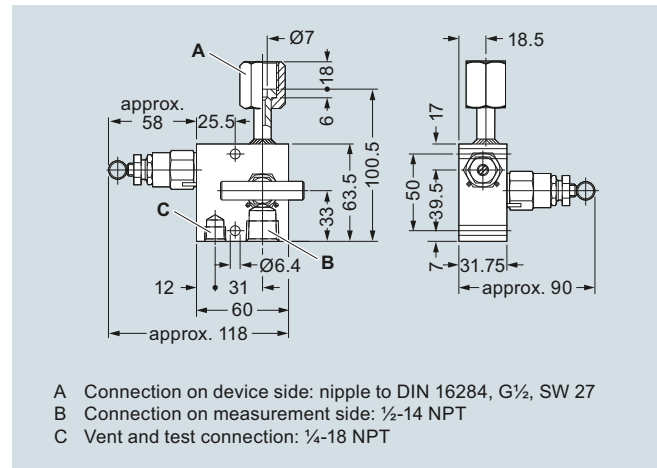 Ø7
A
18
18.5
approx.
58
25.5
6
17
100.5
63.5
50
39.5
33
C
B
Ø6.4
12
31
7
31.75
60
approx. 90
approx. 118
A Connection on device side: nipple to DIN 16284, G½, SW 27
B Connection on measurement side: ½-14 NPT
C Vent and test connection: ¼-18 NPT